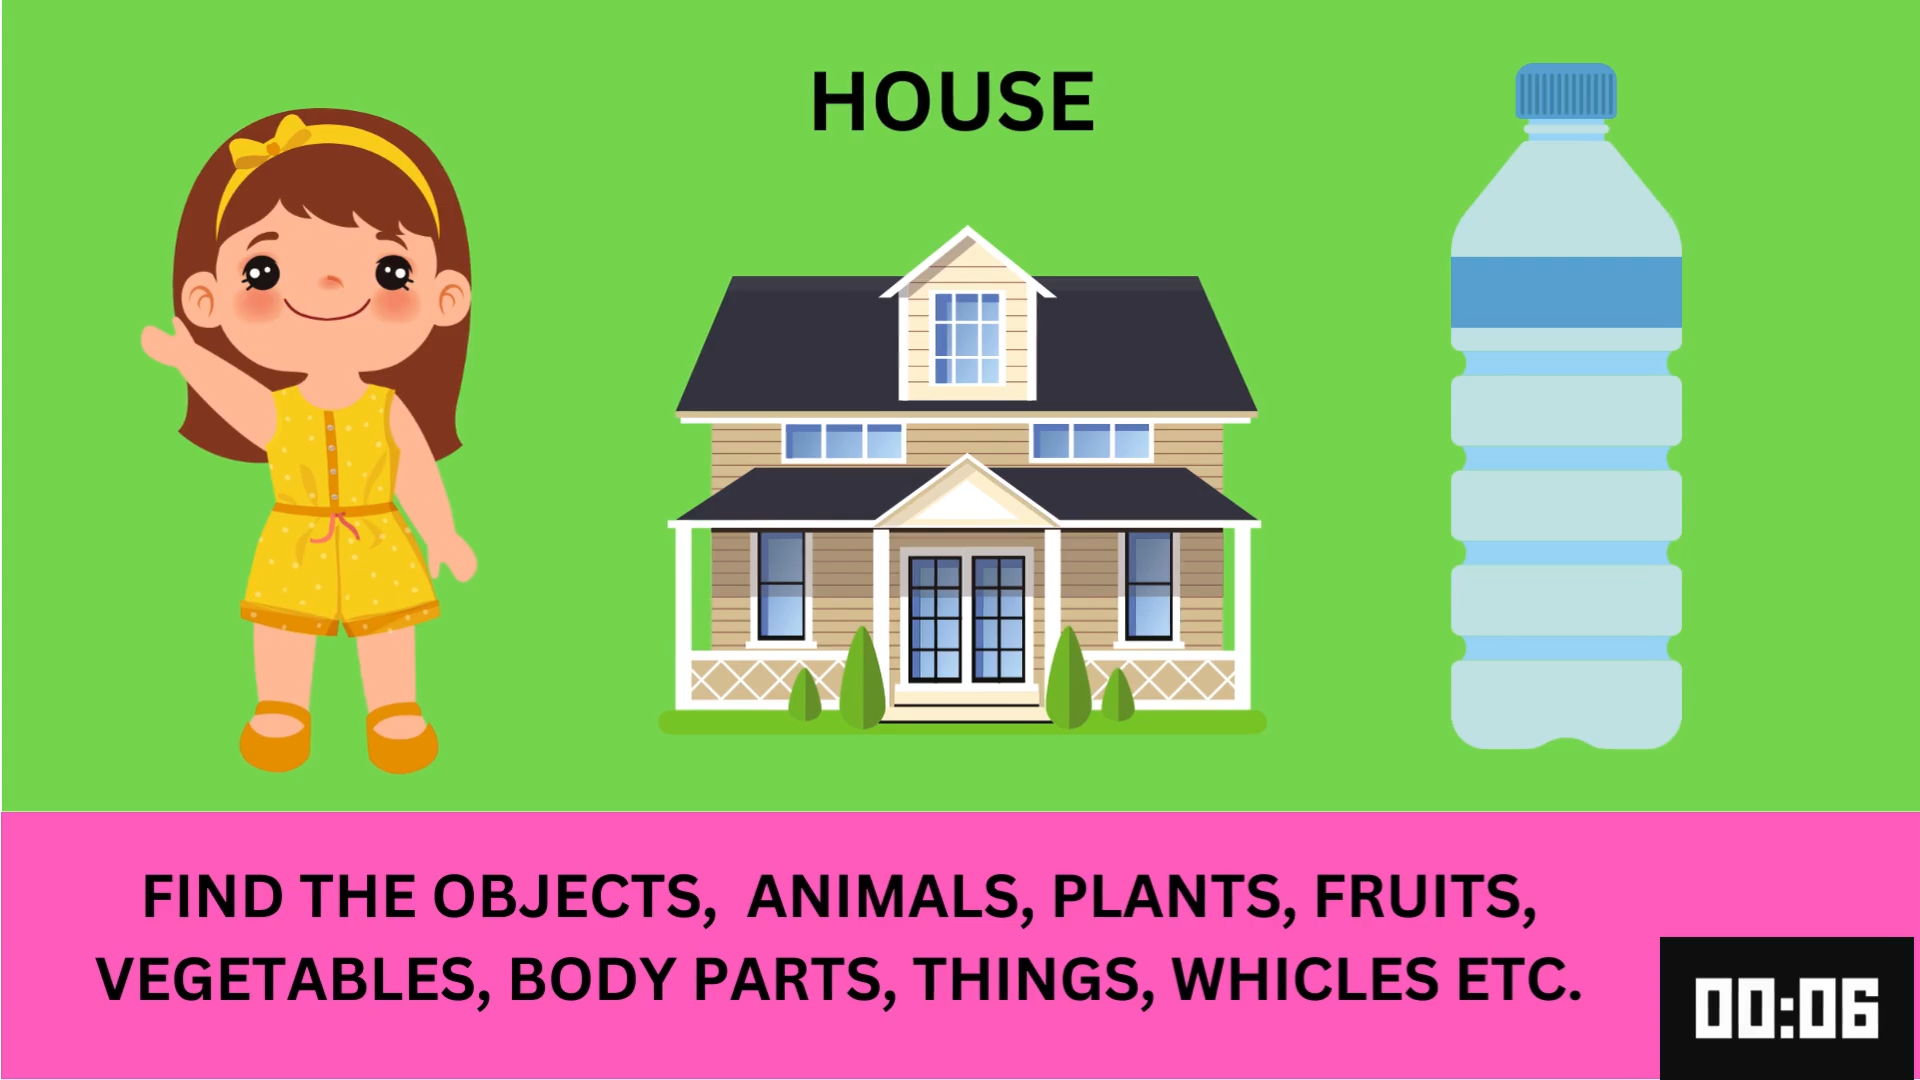 HOUSE
FIND THE OBJECTS, ANIMALS, PLANTS, FRUITS,
VEGETABLES, BODY PARTS, THINGS, WHICLES ETC.
00:06